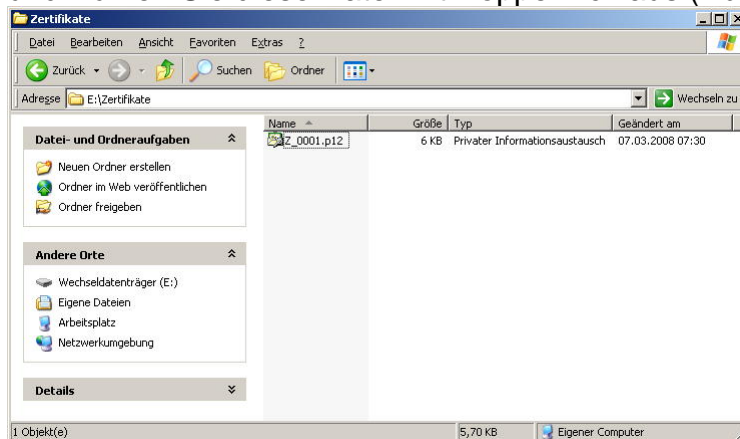 Zertifikate
Datei Bearbeiten Ansicht Favoriten Extras ?
Zurück Suchen Ordner
Adresse E:\Zertifikate Wechseln zu
Name Größe Typ Geändert am
Z_0001.p12 6 KB Privater Informationsaustausch 07.03.2008 07:30
Datei- und Ordneraufgaben
Neuen Ordner erstellen
Ordner im Web veröffentlichen
Ordner freigeben
Andere Orte
Wechseldatenträger (E:)
Eigene Dateien
Arbeitsplatz
Netzwerkumgebung
Details
1 Objekt(e) 5,70 KB Eigener Computer